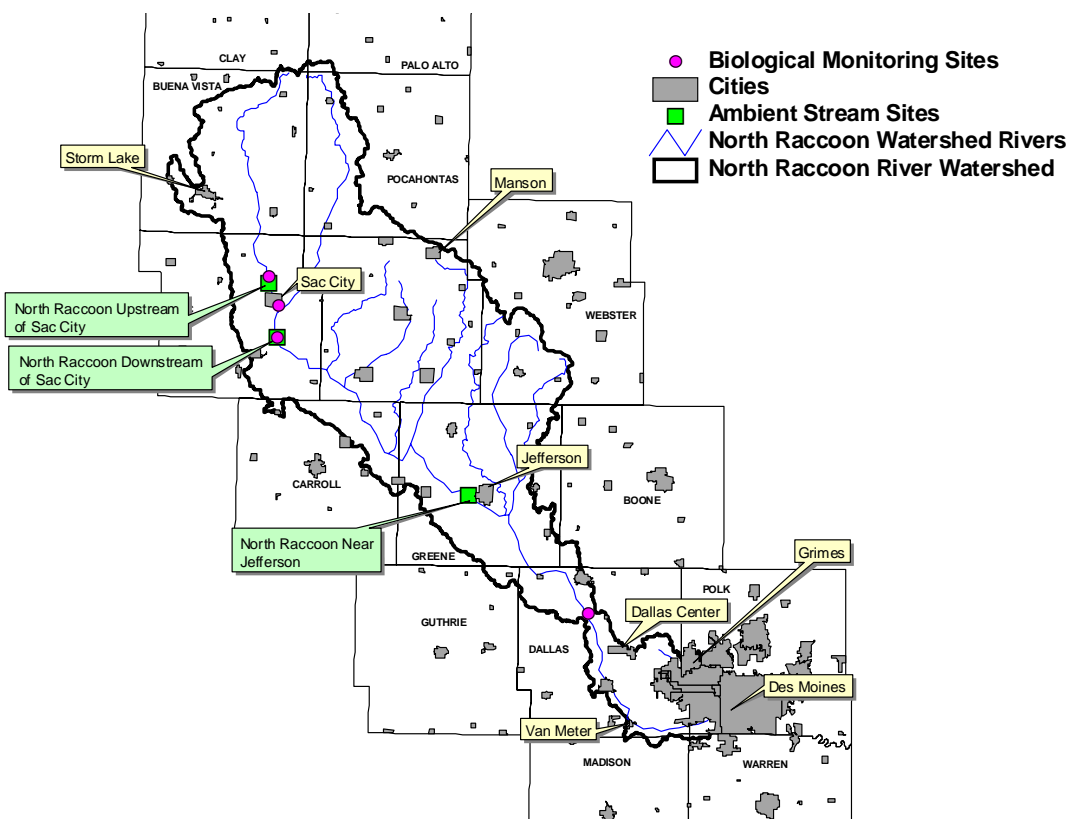 CLAY
PALO ALTO
BUENA VISTA
Biological Monitoring Sites
Cities
Ambient Stream Sites
North Raccoon Watershed Rivers
North Raccoon River Watershed
Storm Lake
POCAHONTAS
Manson
Sac City
North Raccoon Upstream
of Sac City
WEBSTER
North Raccoon Downstream
of Sac City
Jefferson
CARROLL
BOONE
North Raccoon Near
Jefferson
GREENE
Grimes
POLK
Dallas Center
GUTHRIE
DALLAS
Des Moines
Van Meter
MADISON
WARREN